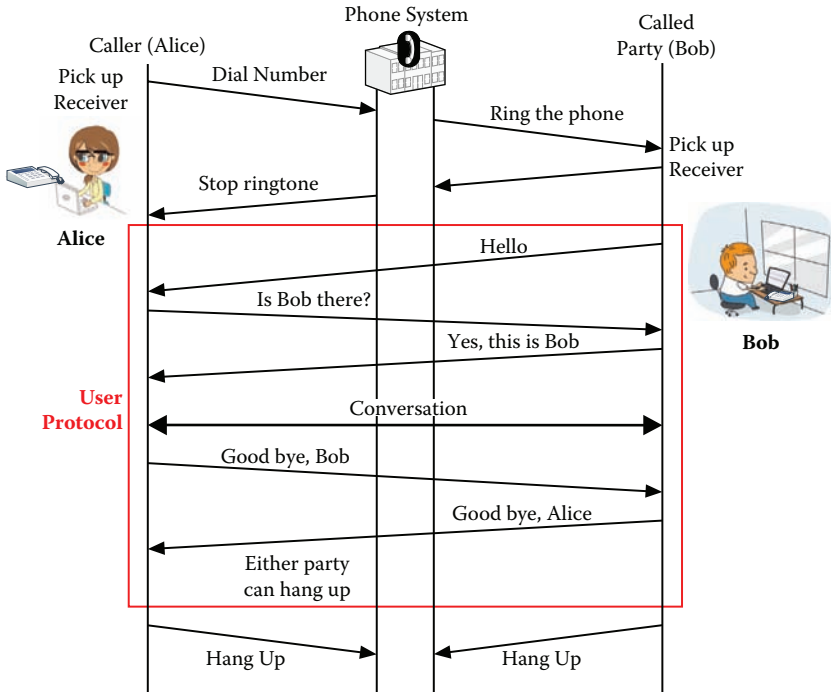 Phone System
Caller (Alice)
Called
Party (Bob)
Pick up
Receiver
Dial Number
Ring the phone
Pick up
Receiver
Stop ringtone
Alice
Hello
Is Bob there?
Yes, this is Bob
Bob
User
Protocol
Conversation
Good bye, Bob
Good bye, Alice
Either party
can hang up
Hang Up
Hang Up